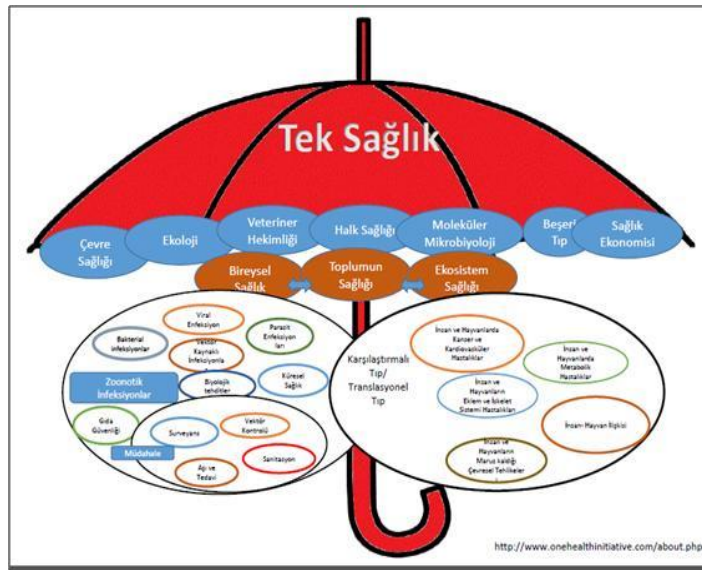 Tek Sağlık
Çevre
Sağlığı
Ekoloji
Veteriner
Hekimliği
Halk Sağlığı
Moleküler
Mikrobiyoloji
Beşeri
Tıp
Sağlık
Ekonomisi
Bireysel
Sağlık
Toplumun
Sağlığı
Ekosistem
Sağlığı
Viral
Enfeksiyon
Bakterial
infeksiyonlar
Parazit
Enfeksiyon
ları
Vektör
Kaynaklı
İnfeksiyonla
Zoonotik
İnfeksiyonlar
Biyolojik
tehditler
Küresel
Sağlık
Gıda
Güvenliği
Surveyans
Vektör
Kontrolü
Müdahale
Aşı ve
Tedavi
Sanitasyon
Karşılaştırmalı
Tıp/
Translasyonel
Tıp
İnsan ve Hayvanlarda
Kanser ve
Kardiovasküler
Hastalıklar
İnsan ve
Hayvanlarda
Metabolik
Hastalıklar
İnsan ve
Hayvanların
Eklem ve İskelet
Sistemi Hastalıkları
İnsan-Hayvan İlişkisi
İnsan ve
Hayvanların
Maruz kaldığı
Çevresel Tehlikeler
http://www.onehealthinitiative.com/about.php